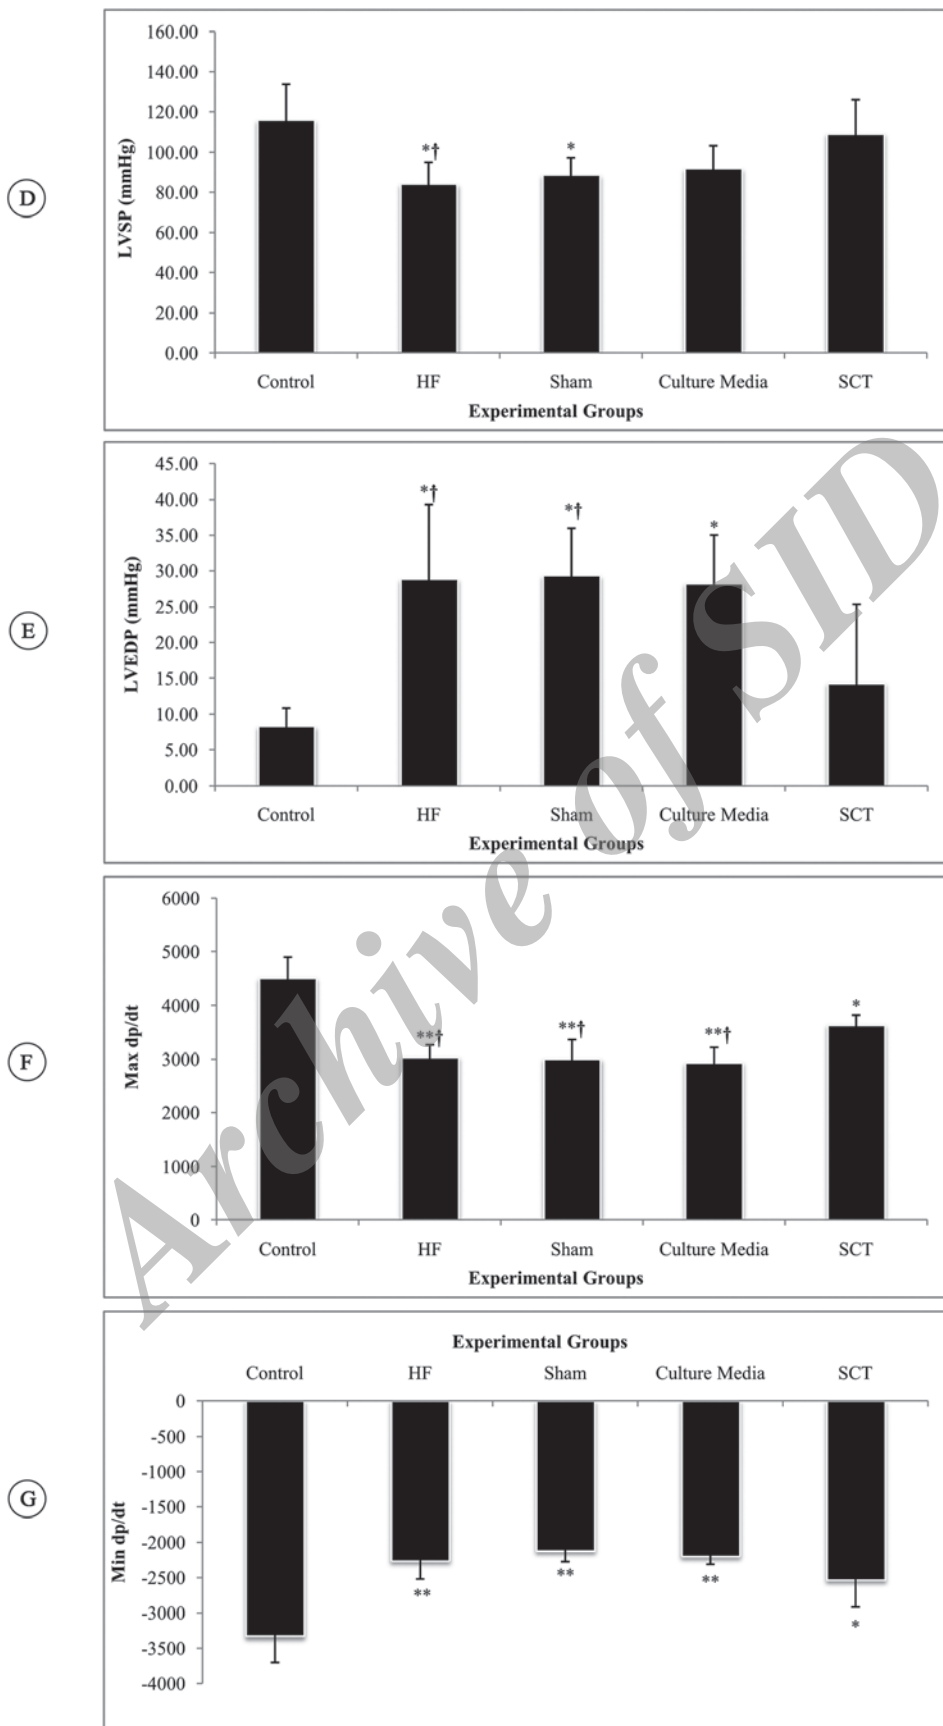 D
160.00
140.00
120.00
100.00
80.00
60.00
40.00
20.00
0.00
LVSP (mmHg)
*†
*
Control HF Sham Culture Media SCT
Experimental Groups
E
45.00
40.00
35.00
30.00
25.00
20.00
15.00
10.00
5.00
0.00
LVEDP (mmHg)
*†
*†
*
Control HF Sham Culture Media SCT
Experimental Groups
F
6000
5000
4000
3000
2000
1000
0
Max dp/dt
**†
**†
**†
*
Control HF Sham Culture Media SCT
Experimental Groups
G
Experimental Groups
Control HF Sham Culture Media SCT
0
-500
-1000
-1500
-2000
-2500
-3000
-3500
-4000
Min dp/dt
**
**
**
*
Archive of SID